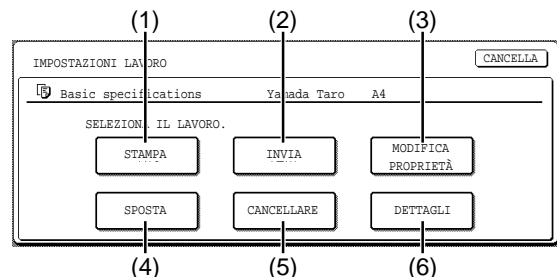 (1) (2) (3)
IMPOSTAZIONI LAVORO CANCELLA
Basic specifications Yamada Taro A4
SELEZIONA IL LAVORO.
STAMPA INVIA MODIFICA PROPRIETÀ
SPOSTA CANCELLARE DETTAGLI
(4) (5) (6)